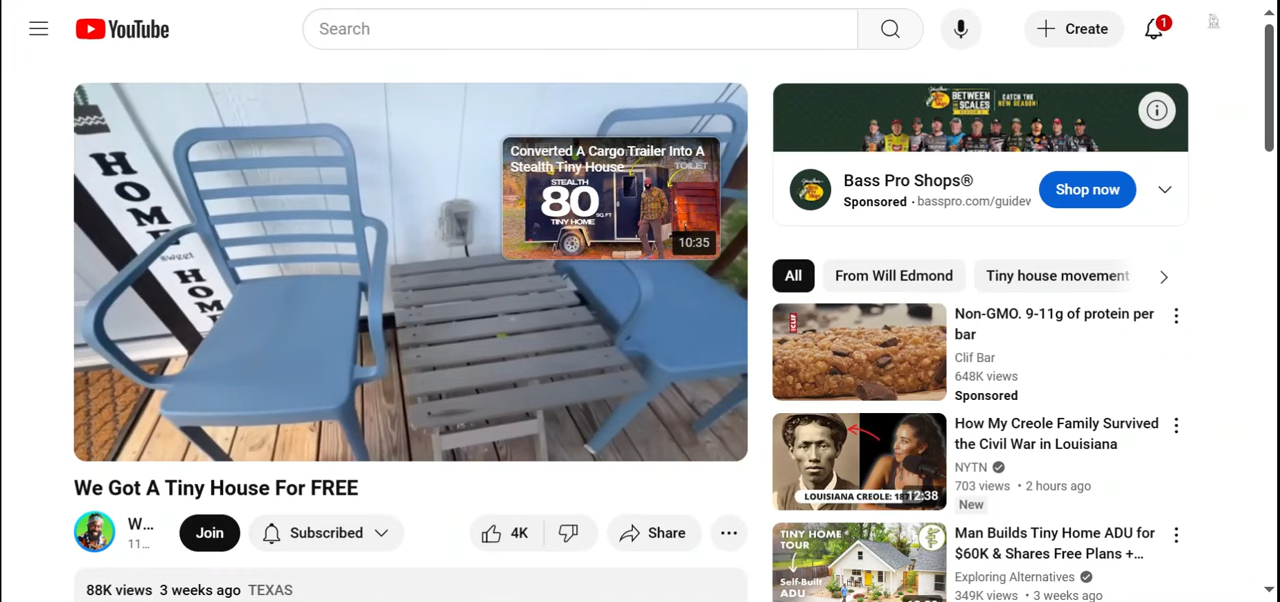 YouTube
Search
Create
1
HOME
sweet
HOME
Converted A Cargo Trailer Into A
Stealth Tiny House
TOILET
STEALTH
80 SQ.FT
TINY HOME
10:35
We Got A Tiny House For FREE
W...
11...
Join
Subscribed
4K
Share
88K views 3 weeks ago TEXAS
BETWEEN THE SCALES
CATCH THE NEW SEASON!
Bass Pro Shops®
Sponsored · basspro.com/guidev
Shop now
All
From Will Edmond
Tiny house movement
CLIF
Non-GMO. 9-11g of protein per
bar
Clif Bar
648K views
Sponsored
LOUISIANA CREOLE: 187
12:38
How My Creole Family Survived
the Civil War in Louisiana
NYTN
703 views • 2 hours ago
New
TINY HOME
TOUR
Self-Built
ADU
Man Builds Tiny Home ADU for
$60K & Shares Free Plans +...
Exploring Alternatives
349K views • 3 weeks ago